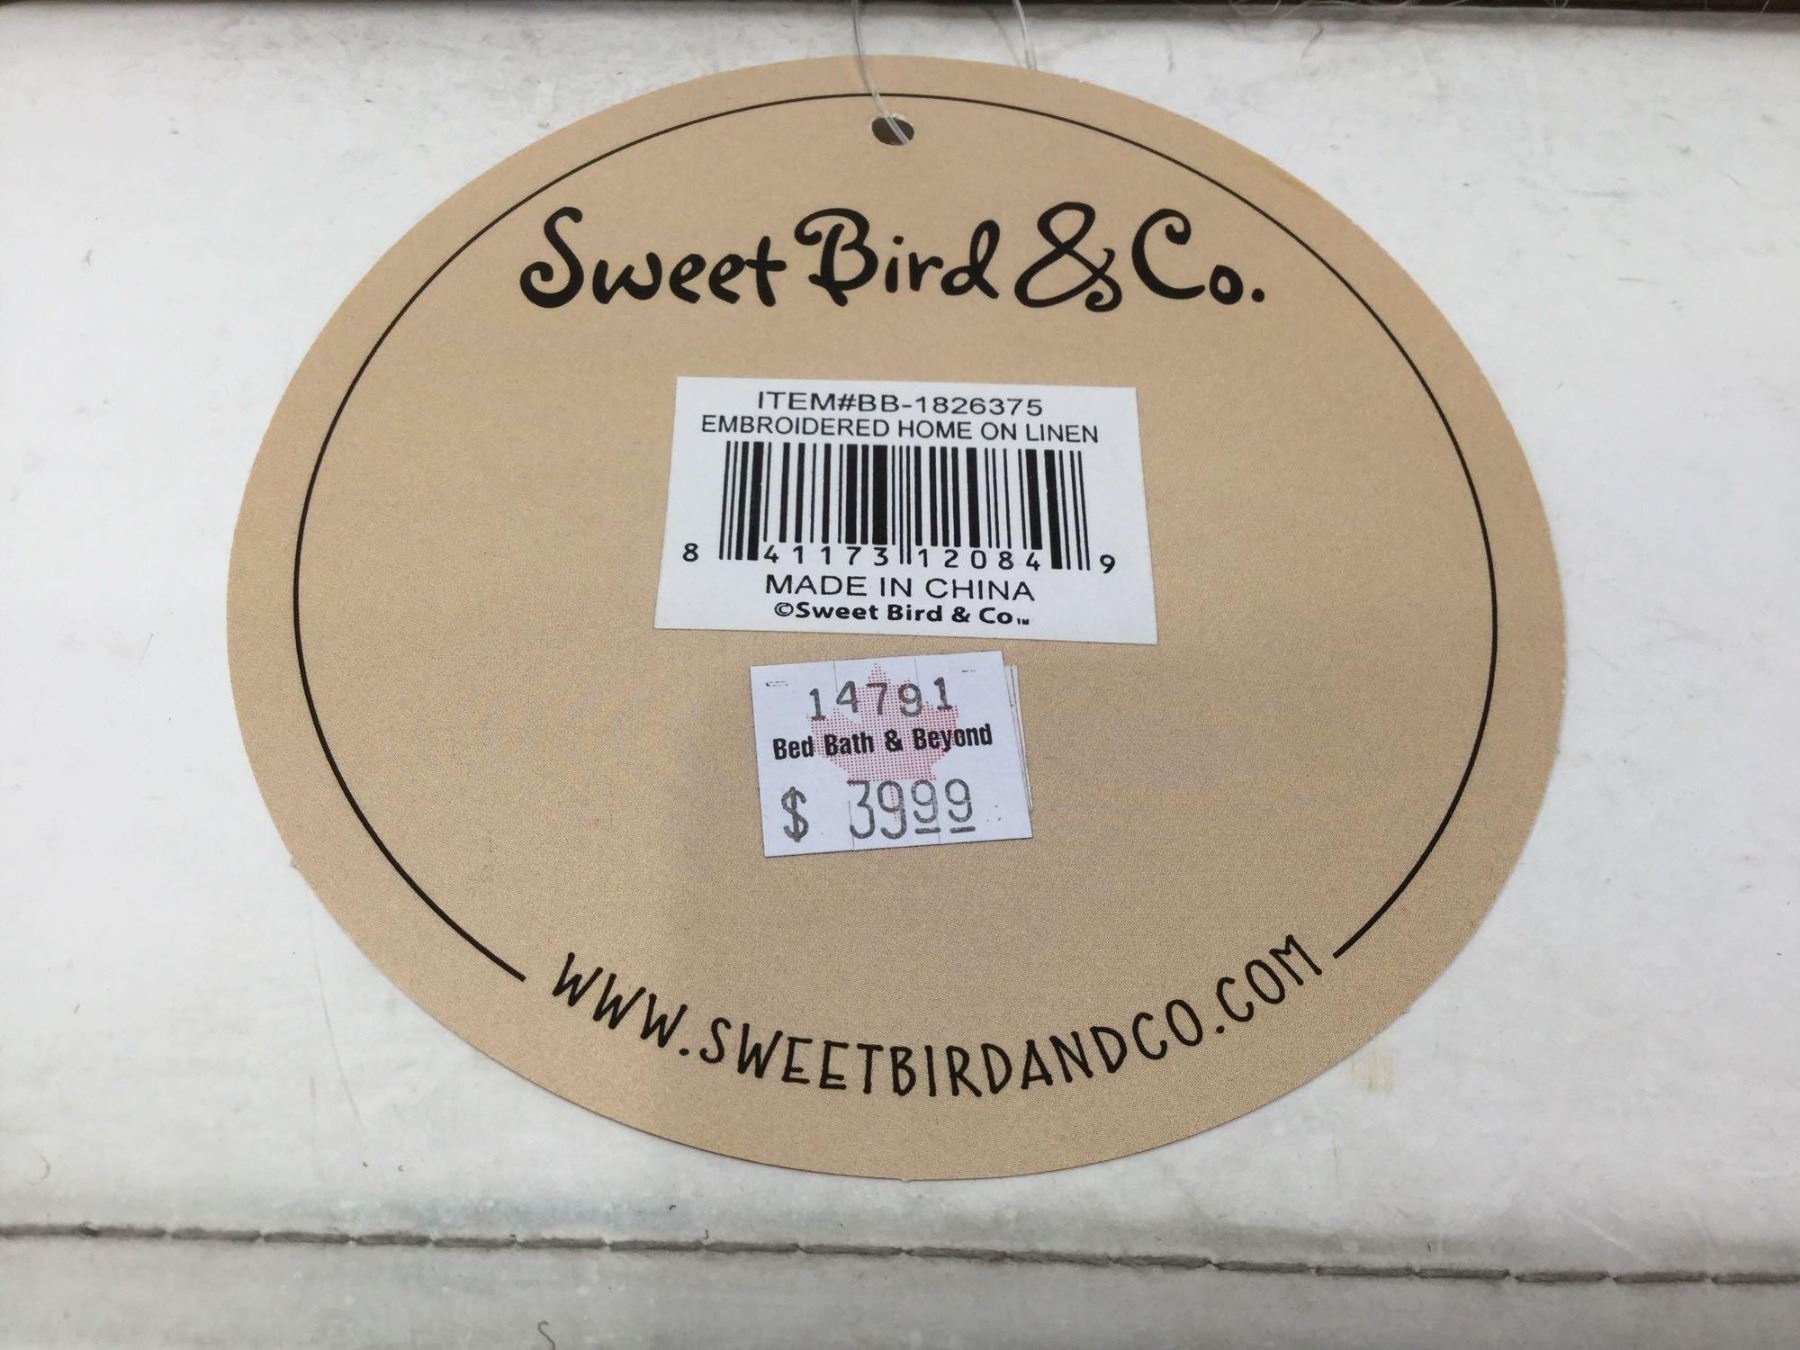 Sweet Bird & Co.
ITEM#BB-1826375
EMBROIDERED HOME ON LINEN
8 41173 12084 9
MADE IN CHINA
©Sweet Bird & Co™
14791
Bed Bath & Beyond
$ 3999
WWW.SWEETBIRDANDCO.COM